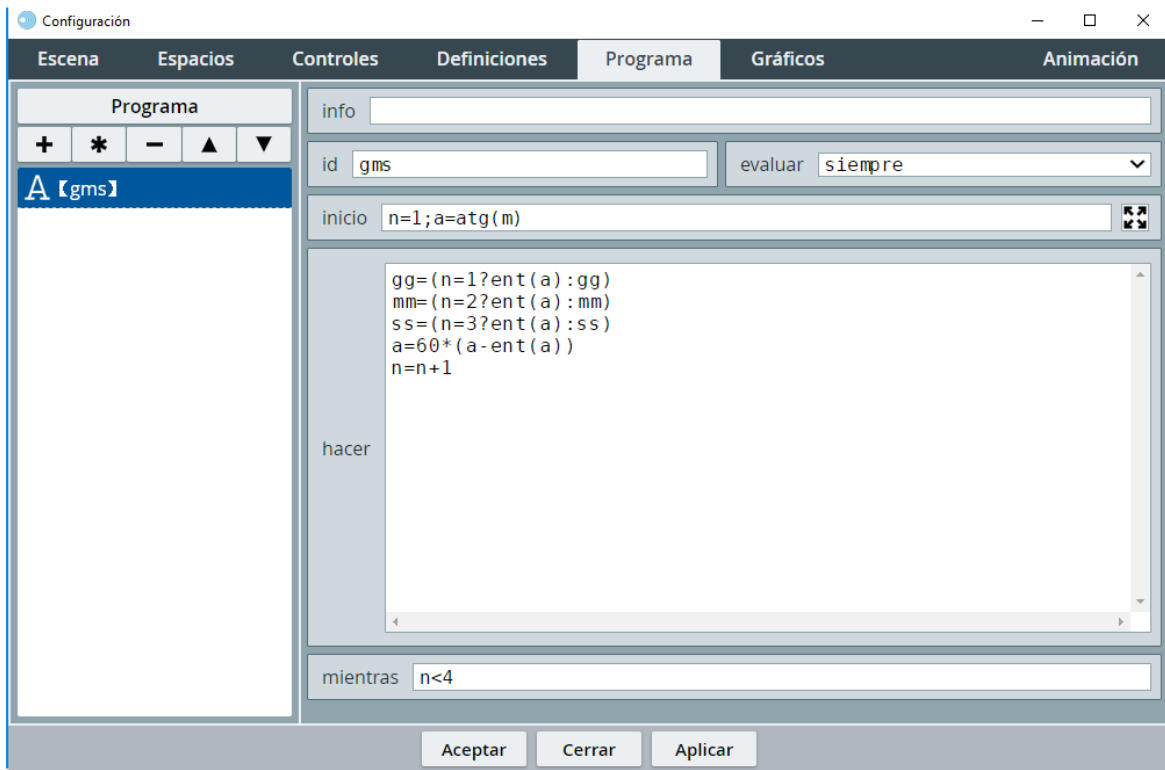 Configuración
Escena Espacios Controles Definiciones Programa Gráficos Animación
Programa
+ * − ▲ ▼
A 【gms】
info
id gms evaluar siempre
inicio n=1;a=atg(m)
hacer
gg=(n=1?ent(a):gg)
mm=(n=2?ent(a):mm)
ss=(n=3?ent(a):ss)
a=60*(a-ent(a))
n=n+1
mientras n<4
Aceptar Cerrar Aplicar